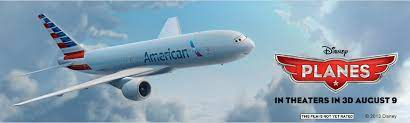 American
Disney
PLANES
IN THEATERS IN 3D AUGUST 9
THIS FILM IS NOT YET RATED
© 2013 Disney